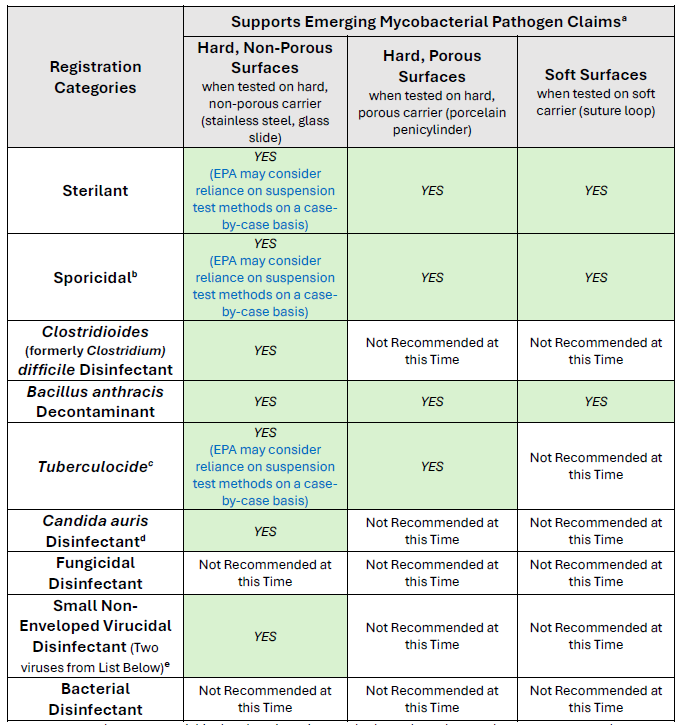 Supports Emerging Mycobacterial Pathogen Claimsᵃ
Registration
Categories
Hard, Non-Porous
Surfaces
when tested on hard,
non-porous carrier
(stainless steel, glass
slide)
Hard, Porous
Surfaces
when tested on hard,
porous carrier (porcelain
penicylinder)
Soft Surfaces
when tested on soft
carrier (suture loop)
Sterilant
YES
(EPA may consider
reliance on suspension
test methods on a case-
by-case basis)
YES
YES
Sporicidalᵇ
YES
(EPA may consider
reliance on suspension
test methods on a case-
by-case basis)
YES
YES
Clostridioides
(formerly Clostridium)
difficile Disinfectant
YES
Not Recommended at
this Time
Not Recommended at
this Time
Bacillus anthracis
Decontaminant
YES
YES
YES
Tuberculocideᶜ
YES
(EPA may consider
reliance on suspension
test methods on a case-
by-case basis)
YES
Not Recommended at
this Time
Candida auris
Disinfectantᵈ
YES
Not Recommended at
this Time
Not Recommended at
this Time
Fungicidal
Disinfectant
Not Recommended at
this Time
Not Recommended at
this Time
Not Recommended at
this Time
Small Non-
Enveloped Virucidal
Disinfectant (Two
viruses from List Below)ᵉ
YES
Not Recommended at
this Time
Not Recommended at
this Time
Bacterial
Disinfectant
Not Recommended at
this Time
Not Recommended at
this Time
Not Recommended at
this Time